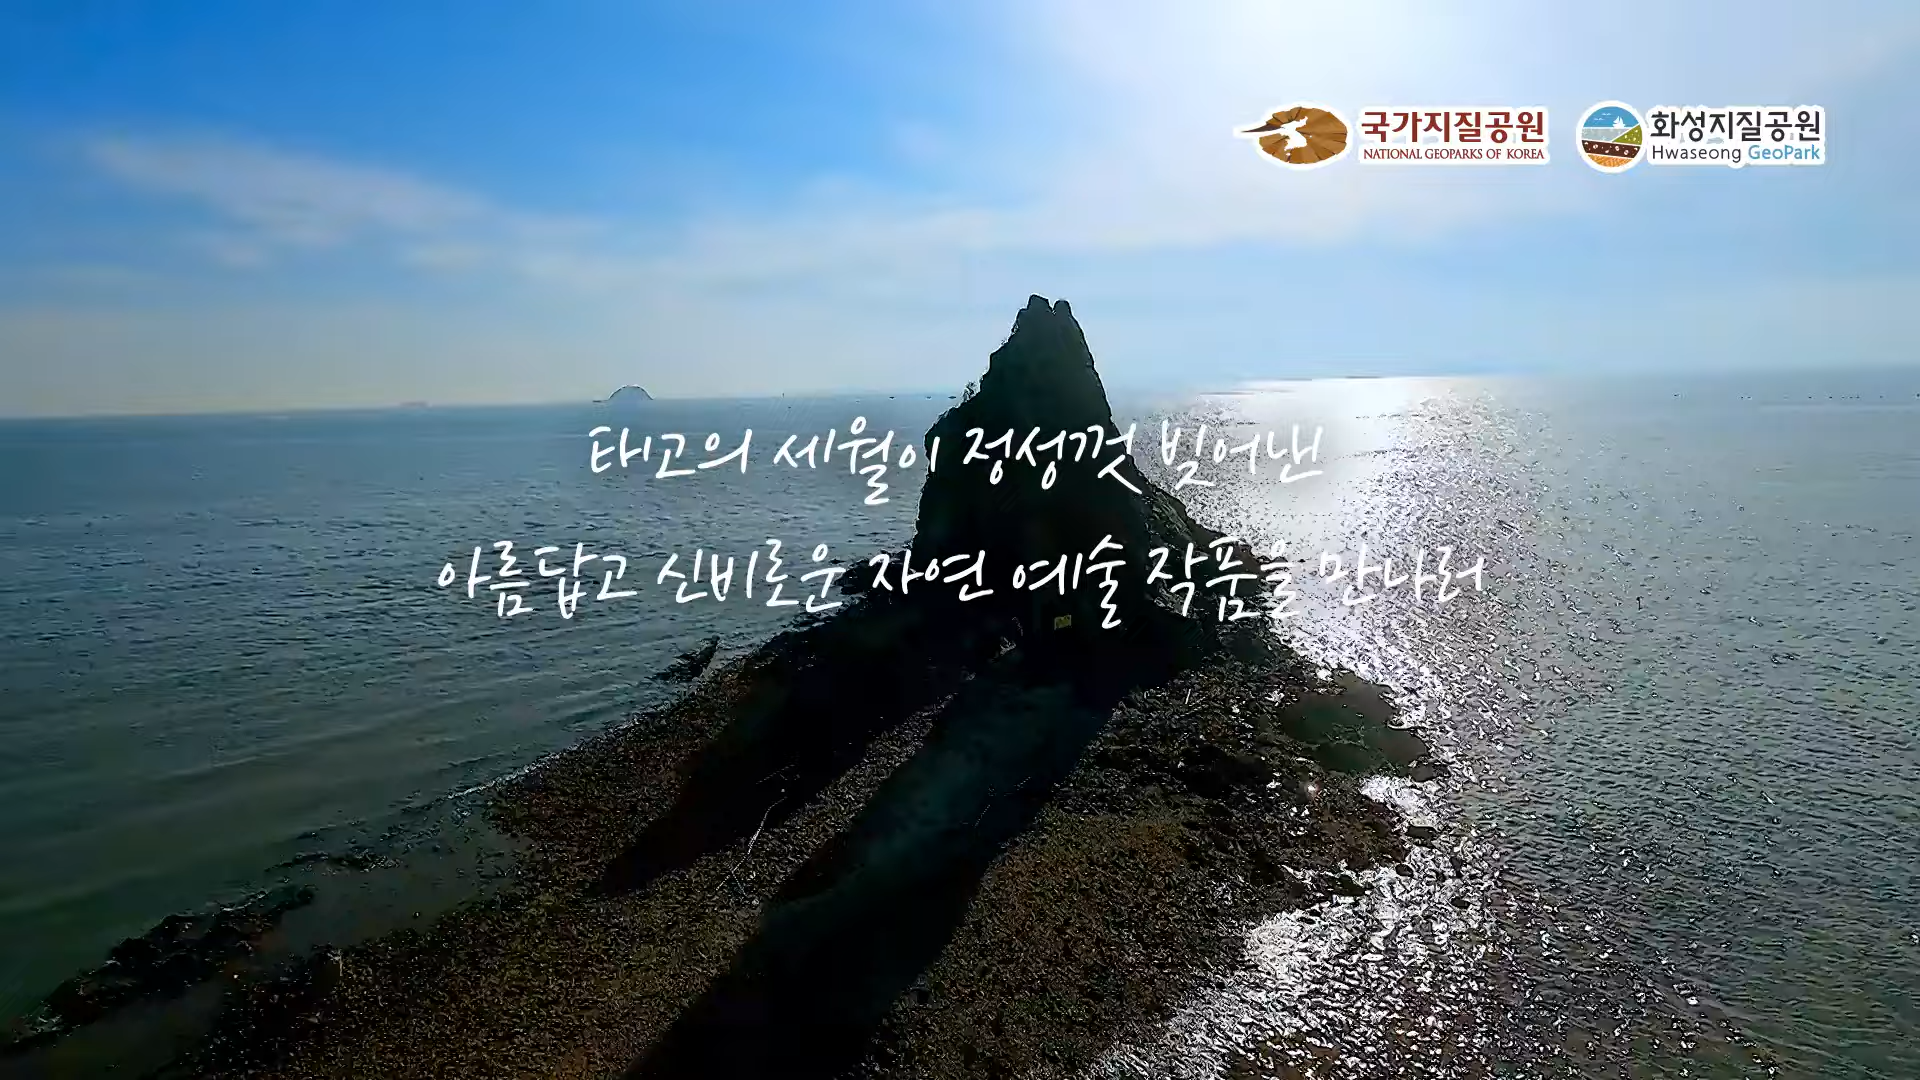 국가지질공원
NATIONAL GEOPARKS OF KOREA
화성지질공원
Hwaseong GeoPark
태고의 세월이 정성껏 빚어낸
아름답고 신비로운 자연 예술 작품을 만나러